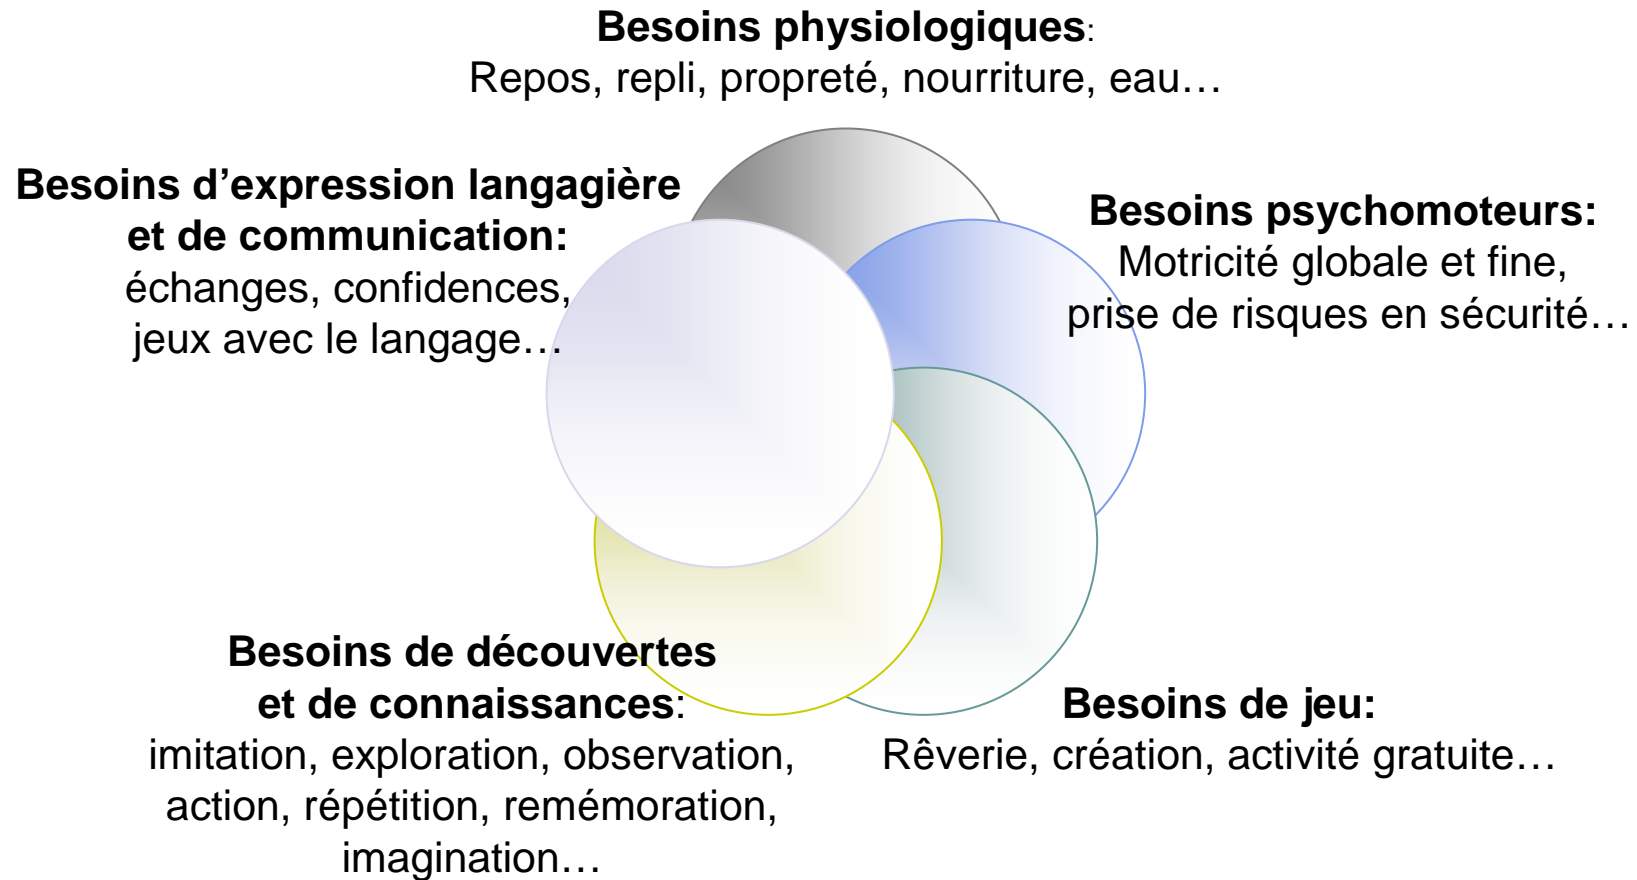 Besoins physiologiques:
Repos, repli, propreté, nourriture, eau…
Besoins d’expression langagière
et de communication:
échanges, confidences,
jeux avec le langage…
Besoins psychomoteurs:
Motricité globale et fine,
prise de risques en sécurité…
Besoins de découvertes
et de connaissances:
imitation, exploration, observation,
action, répétition, remémoration,
imagination…
Besoins de jeu:
Rêverie, création, activité gratuite…